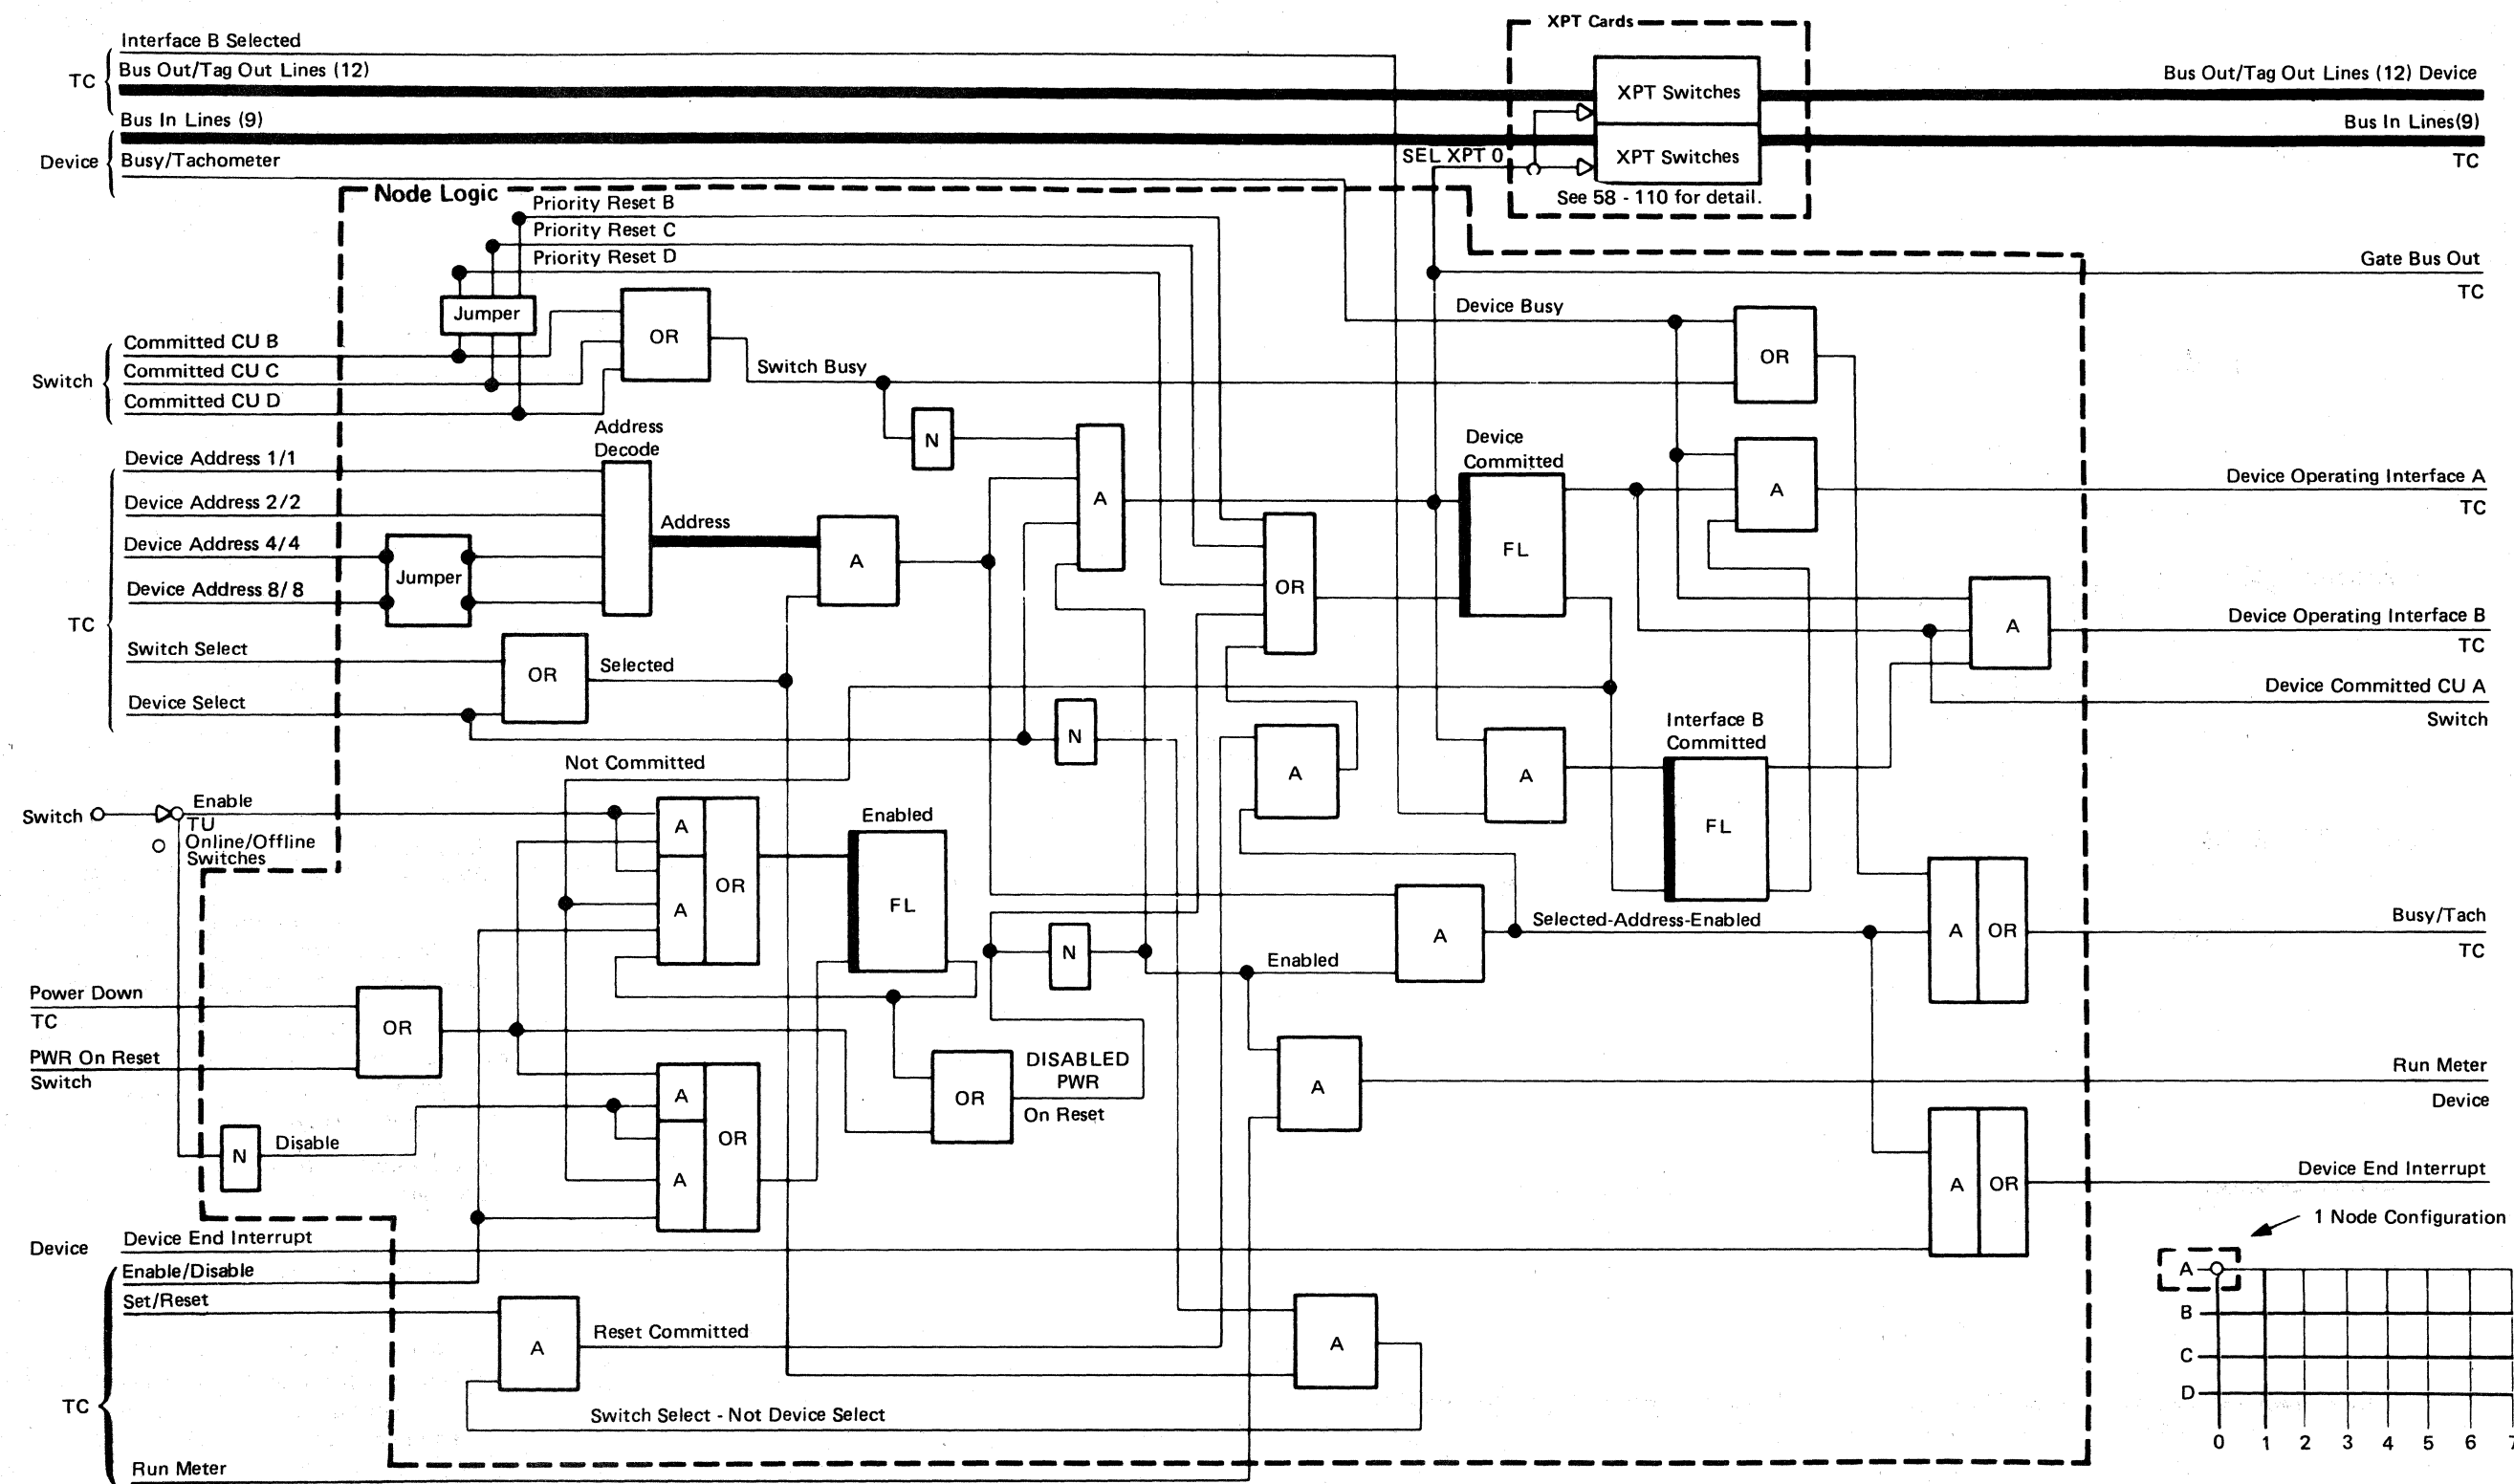 XPT Cards
Interface B Selected
TC
Bus Out/Tag Out Lines (12)
XPT Switches
Bus Out/Tag Out Lines (12) Device
Bus In Lines (9)
Bus In Lines(9)
Device
Busy/Tachometer
SEL XPT 0
XPT Switches
TC
Node Logic
See 58 - 110 for detail.
Priority Reset B
Priority Reset C
Priority Reset D
Gate Bus Out
TC
Jumper
OR
Device Busy
OR
Switch
Committed CU B
Committed CU C
Committed CU D
Switch Busy
N
Address
Decode
Device
Committed
Device Address 1/1
Device Address 2/2
Device Address 4/4
Device Address 8/8
Jumper
Address
A
A
FL
OR
A
Device Operating Interface A
TC
TC
Switch Select
Device Select
OR
Selected
N
A
Device Operating Interface B
TC
Device Committed CU A
Switch
Not Committed
A
A
Interface B
Committed
FL
Switch
Enable
TU
Online/Offline
Switches
A
A
OR
Enabled
FL
N
Enabled
A
Selected-Address-Enabled
A
OR
Busy/Tach
TC
Power Down
TC
PWR On Reset
Switch
OR
A
A
OR
OR
DISABLED
PWR
On Reset
A
Run Meter
Device
N
Disable
A
OR
Device End Interrupt
Device
Device End Interrupt
Enable/Disable
Set/Reset
A
Reset Committed
A
Switch Select - Not Device Select
TC
Run Meter
1 Node Configuration
A
B
C
D
0 1 2 3 4 5 6 7